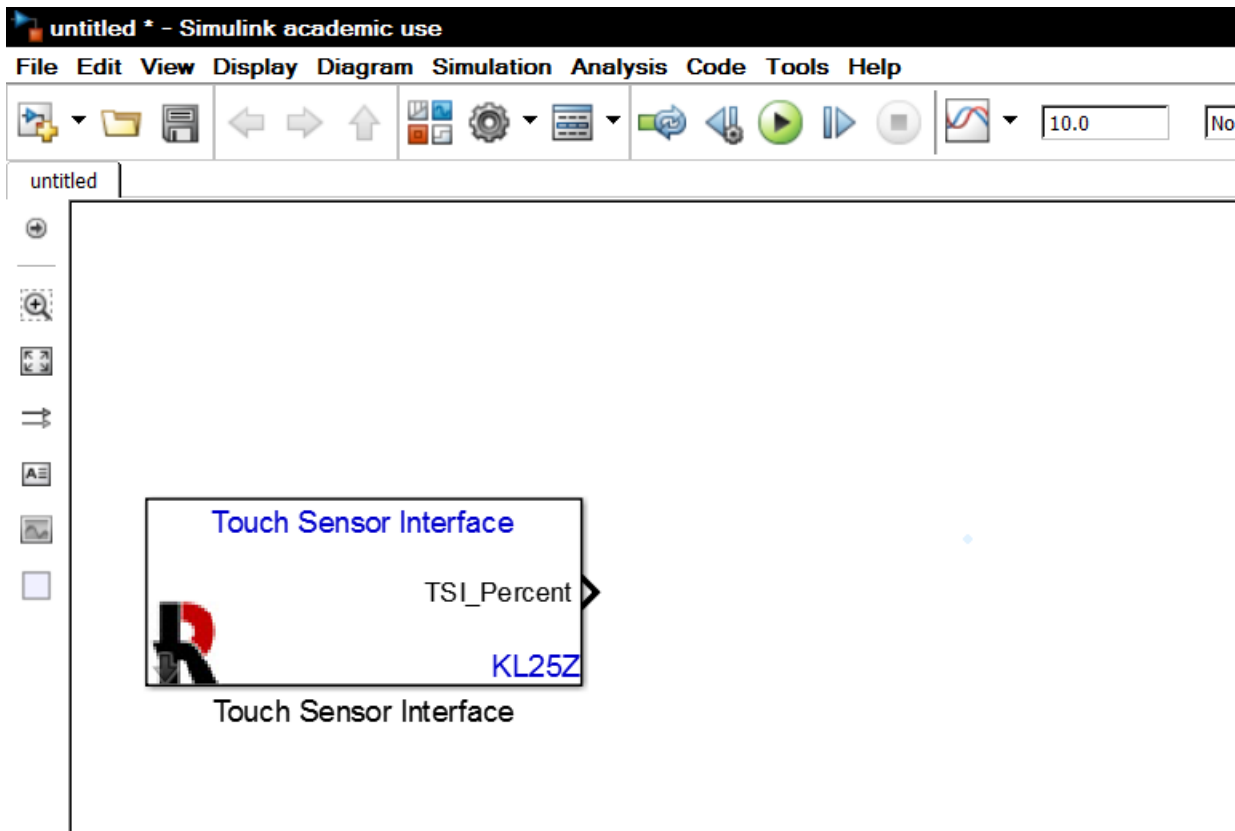 untitled * - Simulink academic use
File Edit View Display Diagram Simulation Analysis Code Tools Help
10.0 No
untitled
Touch Sensor Interface
TSI_Percent
KL25Z
Touch Sensor Interface